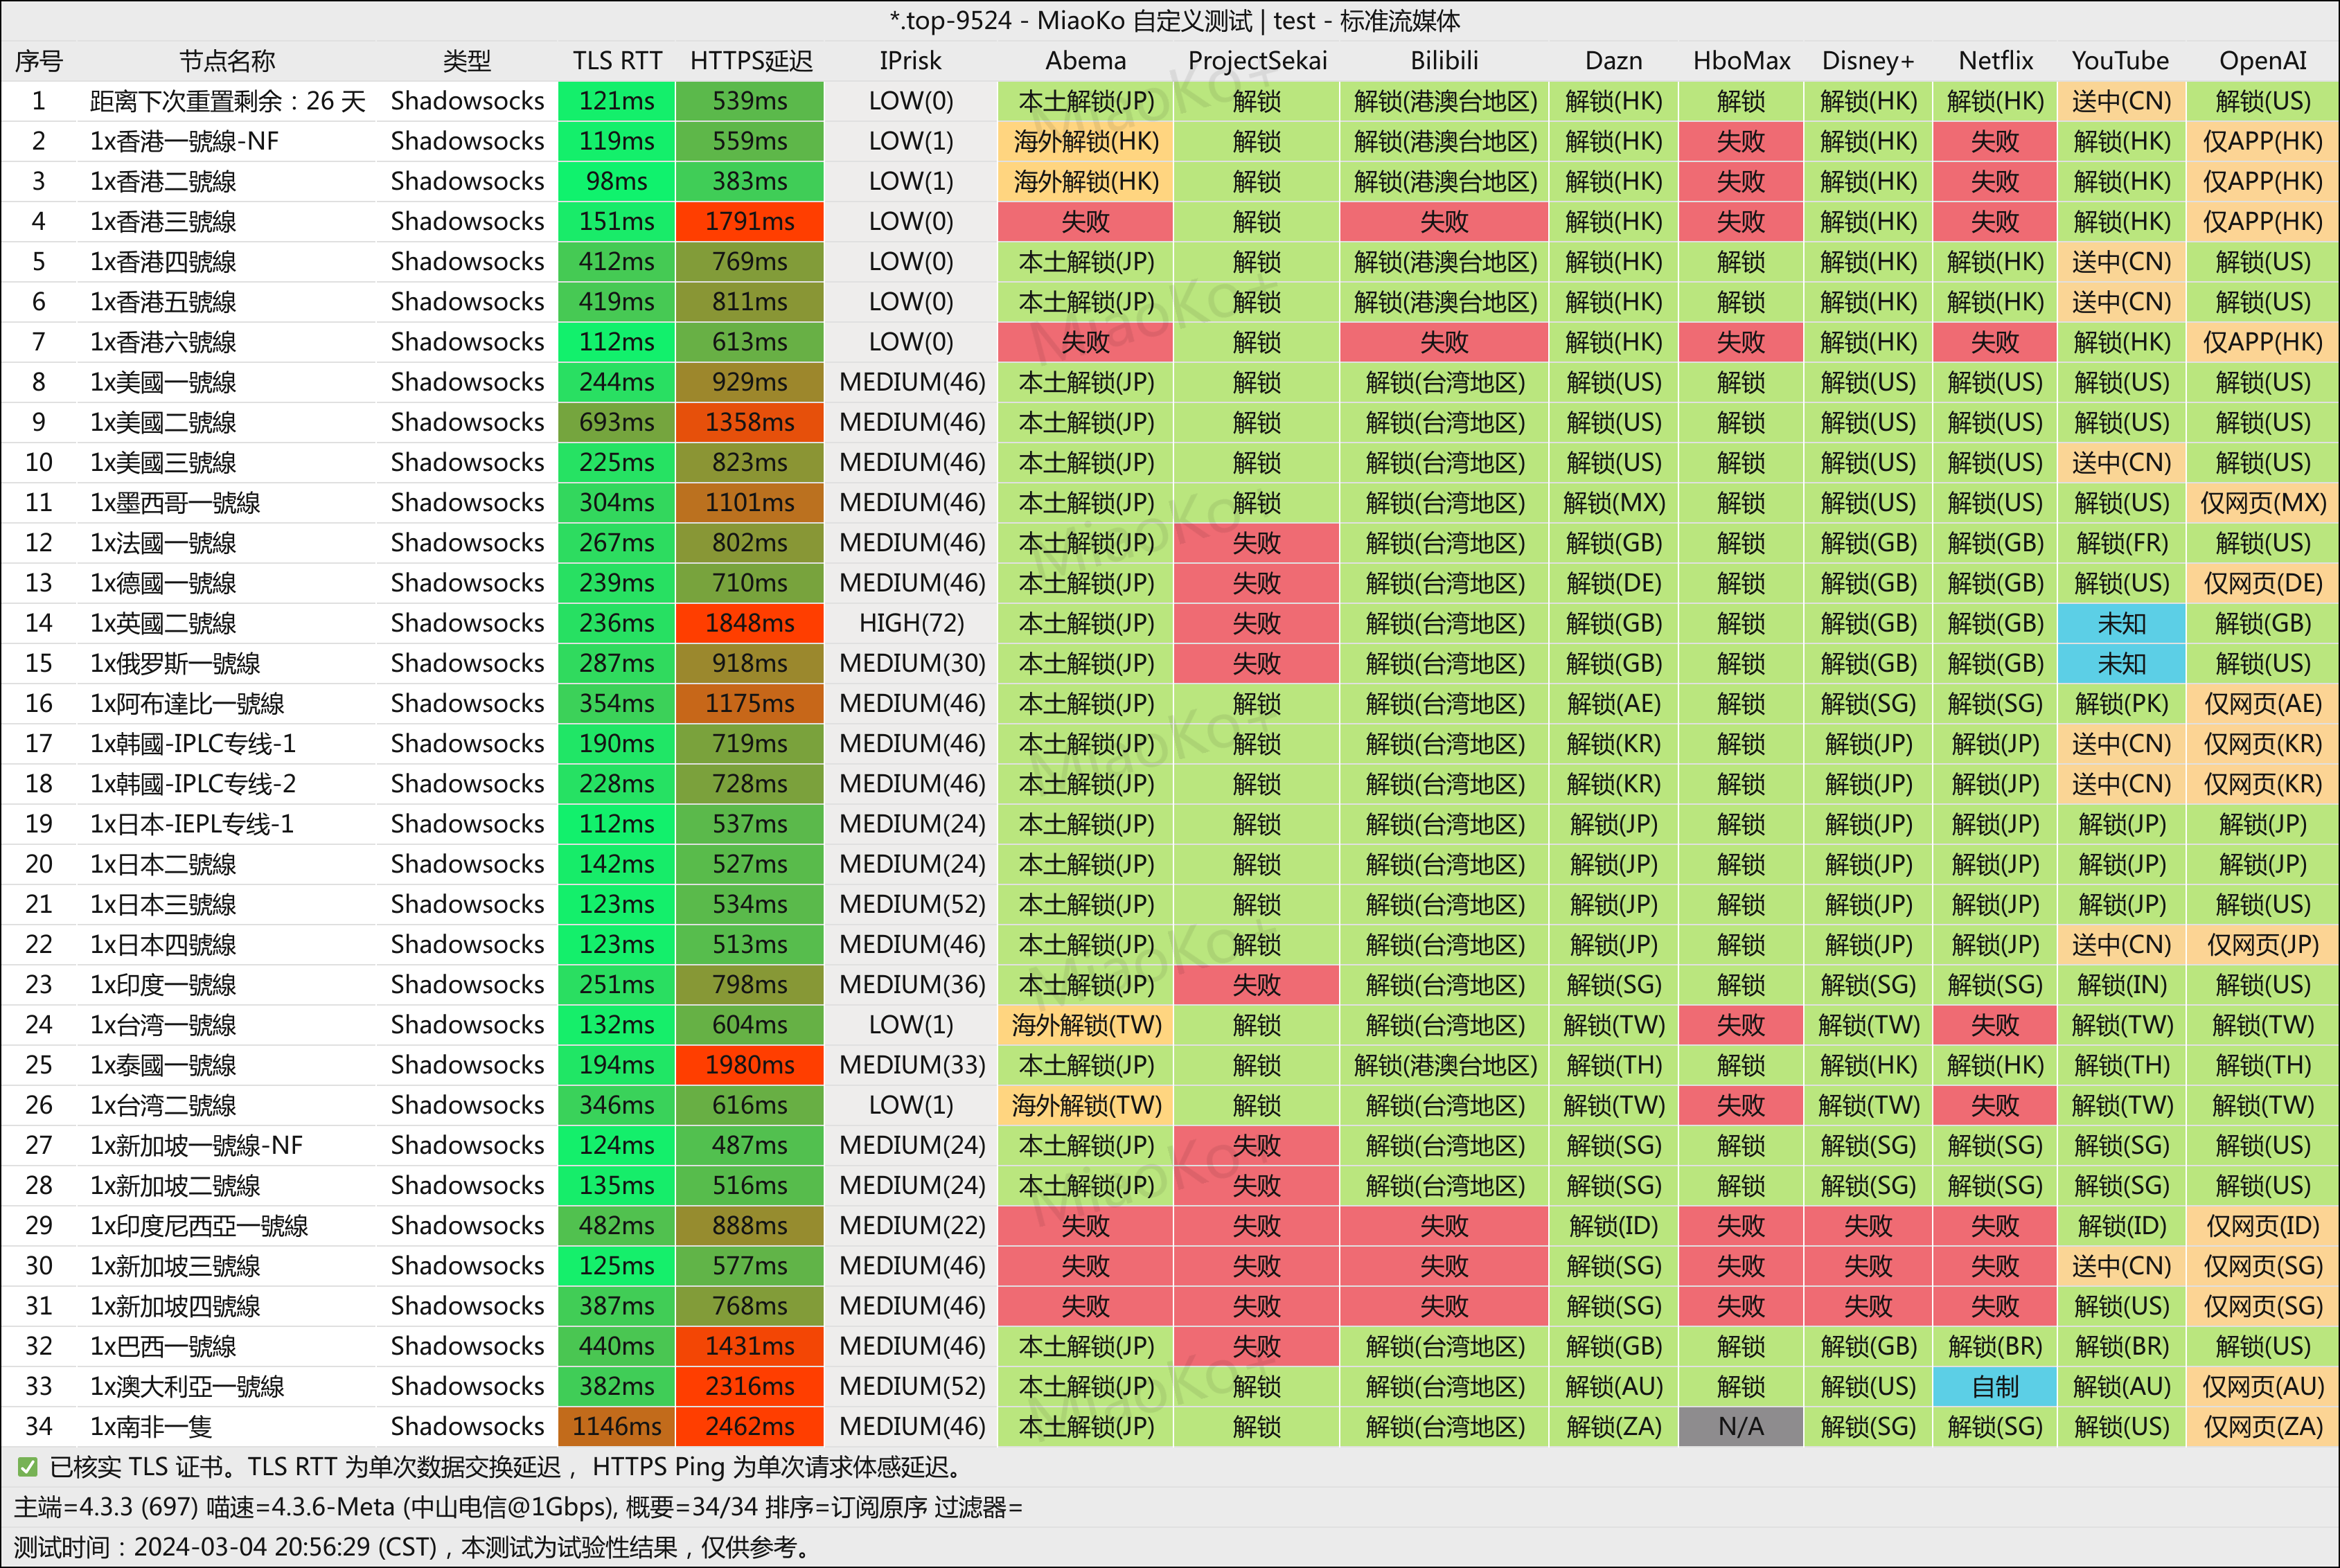 *.top-9524 - MiaoKo 自定义测试 | test - 标准流媒体
序号 节点名称 类型 TLS RTT HTTPS延迟 IPrisk Abema ProjectSekai Bilibili Dazn HboMax Disney+ Netflix YouTube OpenAI
1 距离下次重置剩余：26 天 Shadowsocks 121ms 539ms LOW(0) 本土解锁(JP) 解锁 解锁(港澳台地区) 解锁(HK) 解锁 解锁(HK) 解锁(HK) 送中(CN) 解锁(US)
2 1x香港一號線-NF Shadowsocks 119ms 559ms LOW(1) 海外解锁(HK) 解锁 解锁(港澳台地区) 解锁(HK) 失败 解锁(HK) 失败 解锁(HK) 仅APP(HK)
3 1x香港二號線 Shadowsocks 98ms 383ms LOW(1) 海外解锁(HK) 解锁 解锁(港澳台地区) 解锁(HK) 失败 解锁(HK) 失败 解锁(HK) 仅APP(HK)
4 1x香港三號線 Shadowsocks 151ms 1791ms LOW(0) 失败 解锁 失败 解锁(HK) 失败 解锁(HK) 失败 解锁(HK) 仅APP(HK)
5 1x香港四號線 Shadowsocks 412ms 769ms LOW(0) 本土解锁(JP) 解锁 解锁(港澳台地区) 解锁(HK) 解锁 解锁(HK) 解锁(HK) 送中(CN) 解锁(US)
6 1x香港五號線 Shadowsocks 419ms 811ms LOW(0) 本土解锁(JP) 解锁 解锁(港澳台地区) 解锁(HK) 解锁 解锁(HK) 解锁(HK) 送中(CN) 解锁(US)
7 1x香港六號線 Shadowsocks 112ms 613ms LOW(0) 失败 解锁 失败 解锁(HK) 失败 解锁(HK) 失败 解锁(HK) 仅APP(HK)
8 1x美國一號線 Shadowsocks 244ms 929ms MEDIUM(46) 本土解锁(JP) 解锁 解锁(台湾地区) 解锁(US) 解锁 解锁(US) 解锁(US) 解锁(US) 解锁(US)
9 1x美國二號線 Shadowsocks 693ms 1358ms MEDIUM(46) 本土解锁(JP) 解锁 解锁(台湾地区) 解锁(US) 解锁 解锁(US) 解锁(US) 解锁(US) 解锁(US)
10 1x美國三號線 Shadowsocks 225ms 823ms MEDIUM(46) 本土解锁(JP) 解锁 解锁(台湾地区) 解锁(US) 解锁 解锁(US) 解锁(US) 送中(CN) 解锁(US)
11 1x墨西哥一號線 Shadowsocks 304ms 1101ms MEDIUM(46) 本土解锁(JP) 解锁 解锁(台湾地区) 解锁(MX) 解锁 解锁(US) 解锁(US) 解锁(US) 仅网页(MX)
12 1x法國一號線 Shadowsocks 267ms 802ms MEDIUM(46) 本土解锁(JP) 失败 解锁(台湾地区) 解锁(GB) 解锁 解锁(GB) 解锁(GB) 解锁(FR) 解锁(US)
13 1x德國一號線 Shadowsocks 239ms 710ms MEDIUM(46) 本土解锁(JP) 失败 解锁(台湾地区) 解锁(DE) 解锁 解锁(GB) 解锁(GB) 解锁(US) 仅网页(DE)
14 1x英國二號線 Shadowsocks 236ms 1848ms HIGH(72) 本土解锁(JP) 失败 解锁(台湾地区) 解锁(GB) 解锁 解锁(GB) 解锁(GB) 未知 解锁(GB)
15 1x俄罗斯一號線 Shadowsocks 287ms 918ms MEDIUM(30) 本土解锁(JP) 失败 解锁(台湾地区) 解锁(GB) 解锁 解锁(GB) 解锁(GB) 未知 解锁(US)
16 1x阿布達比一號線 Shadowsocks 354ms 1175ms MEDIUM(46) 本土解锁(JP) 解锁 解锁(台湾地区) 解锁(AE) 解锁 解锁(SG) 解锁(SG) 解锁(PK) 仅网页(AE)
17 1x韩國-IPLC专线-1 Shadowsocks 190ms 719ms MEDIUM(46) 本土解锁(JP) 解锁 解锁(台湾地区) 解锁(KR) 解锁 解锁(JP) 解锁(JP) 送中(CN) 仅网页(KR)
18 1x韩國-IPLC专线-2 Shadowsocks 228ms 728ms MEDIUM(46) 本土解锁(JP) 解锁 解锁(台湾地区) 解锁(KR) 解锁 解锁(JP) 解锁(JP) 送中(CN) 仅网页(KR)
19 1x日本-IEPL专线-1 Shadowsocks 112ms 537ms MEDIUM(24) 本土解锁(JP) 解锁 解锁(台湾地区) 解锁(JP) 解锁 解锁(JP) 解锁(JP) 解锁(JP) 解锁(JP)
20 1x日本二號線 Shadowsocks 142ms 527ms MEDIUM(24) 本土解锁(JP) 解锁 解锁(台湾地区) 解锁(JP) 解锁 解锁(JP) 解锁(JP) 解锁(JP) 解锁(JP)
21 1x日本三號線 Shadowsocks 123ms 534ms MEDIUM(52) 本土解锁(JP) 解锁 解锁(台湾地区) 解锁(JP) 解锁 解锁(JP) 解锁(JP) 解锁(JP) 解锁(US)
22 1x日本四號線 Shadowsocks 123ms 513ms MEDIUM(46) 本土解锁(JP) 解锁 解锁(台湾地区) 解锁(JP) 解锁 解锁(JP) 解锁(JP) 送中(CN) 仅网页(JP)
23 1x印度一號線 Shadowsocks 251ms 798ms MEDIUM(36) 本土解锁(JP) 失败 解锁(台湾地区) 解锁(SG) 解锁 解锁(SG) 解锁(SG) 解锁(IN) 解锁(US)
24 1x台湾一號線 Shadowsocks 132ms 604ms LOW(1) 海外解锁(TW) 解锁 解锁(台湾地区) 解锁(TW) 失败 解锁(TW) 失败 解锁(TW) 解锁(TW)
25 1x泰國一號線 Shadowsocks 194ms 1980ms MEDIUM(33) 本土解锁(JP) 解锁 解锁(港澳台地区) 解锁(TH) 解锁 解锁(HK) 解锁(HK) 解锁(TH) 解锁(TH)
26 1x台湾二號線 Shadowsocks 346ms 616ms LOW(1) 海外解锁(TW) 解锁 解锁(台湾地区) 解锁(TW) 失败 解锁(TW) 失败 解锁(TW) 解锁(TW)
27 1x新加坡一號線-NF Shadowsocks 124ms 487ms MEDIUM(24) 本土解锁(JP) 失败 解锁(台湾地区) 解锁(SG) 解锁 解锁(SG) 解锁(SG) 解锁(SG) 解锁(US)
28 1x新加坡二號線 Shadowsocks 135ms 516ms MEDIUM(24) 本土解锁(JP) 失败 解锁(台湾地区) 解锁(SG) 解锁 解锁(SG) 解锁(SG) 解锁(SG) 解锁(US)
29 1x印度尼西亞一號線 Shadowsocks 482ms 888ms MEDIUM(22) 失败 失败 失败 解锁(ID) 失败 失败 失败 解锁(ID) 仅网页(ID)
30 1x新加坡三號線 Shadowsocks 125ms 577ms MEDIUM(46) 失败 失败 失败 解锁(SG) 失败 失败 失败 送中(CN) 仅网页(SG)
31 1x新加坡四號線 Shadowsocks 387ms 768ms MEDIUM(46) 失败 失败 失败 解锁(SG) 失败 失败 失败 解锁(US) 仅网页(SG)
32 1x巴西一號線 Shadowsocks 440ms 1431ms MEDIUM(46) 本土解锁(JP) 失败 解锁(台湾地区) 解锁(GB) 解锁 解锁(GB) 解锁(BR) 解锁(BR) 解锁(US)
33 1x澳大利亞一號線 Shadowsocks 382ms 2316ms MEDIUM(52) 本土解锁(JP) 解锁 解锁(台湾地区) 解锁(AU) 解锁 解锁(US) 自制 解锁(AU) 仅网页(AU)
34 1x南非一隻 Shadowsocks 1146ms 2462ms MEDIUM(46) 本土解锁(JP) 解锁 解锁(台湾地区) 解锁(ZA) N/A 解锁(SG) 解锁(SG) 解锁(US) 仅网页(ZA)
✅ 已核实 TLS 证书。TLS RTT 为单次数据交换延迟， HTTPS Ping 为单次请求体感延迟。
主端=4.3.3 (697) 喵速=4.3.6-Meta (中山电信@1Gbps), 概要=34/34 排序=订阅原序 过滤器=
测试时间：2024-03-04 20:56:29 (CST)，本测试为试验性结果，仅供参考。